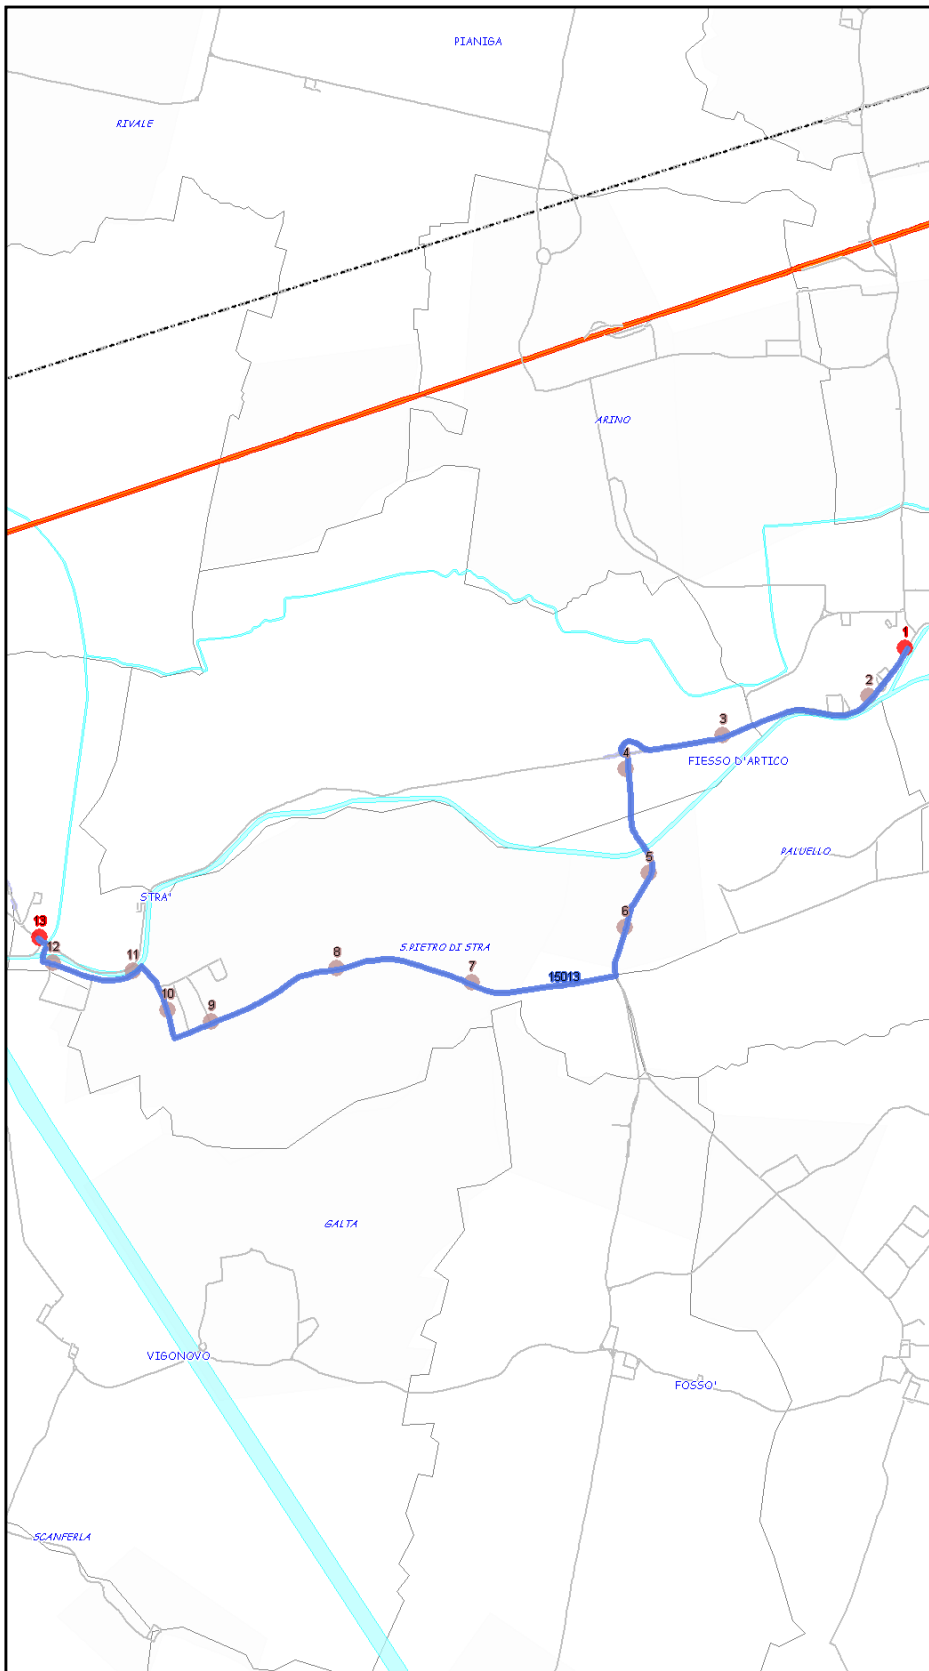 PIANIGA
RIVALE
ARINO
1
2
3
4
FIESSO D'ARTICO
PALUELLO
5
STRA'
6
13
12
11
8
S.PIETRO DI STRA
7
15013
10
9
GALTA
VIGONOVO
FOSSO'
SCANFERLA